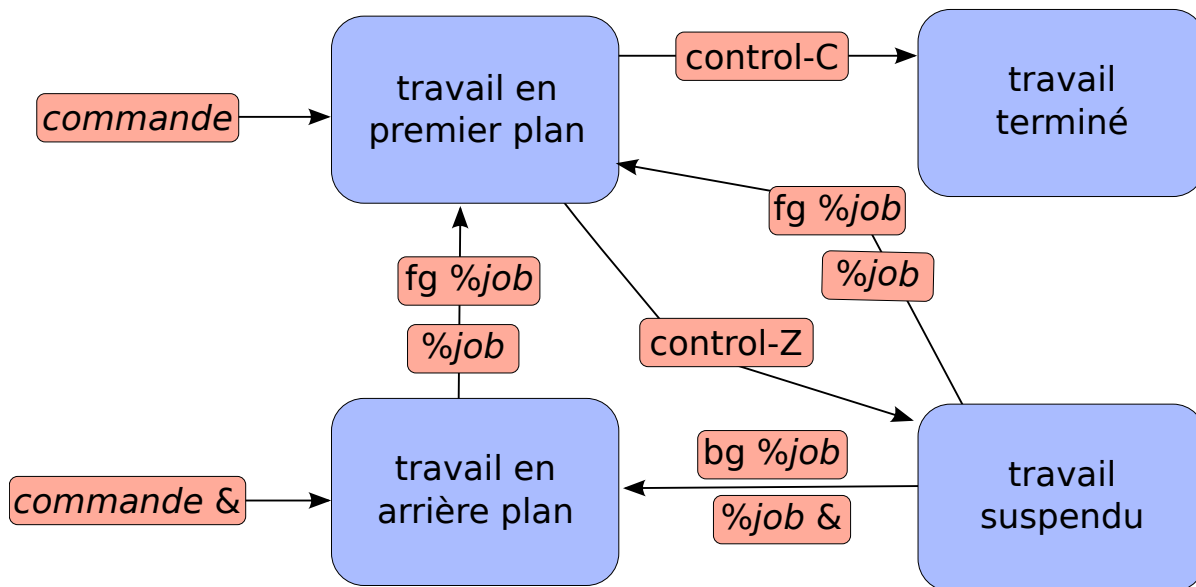 travail en
premier plan
control-C
travail
terminé
commande
fg %job
%job
fg %job
%job
control-Z
commande &
travail en
arrière plan
bg %job
%job &
travail
suspendu